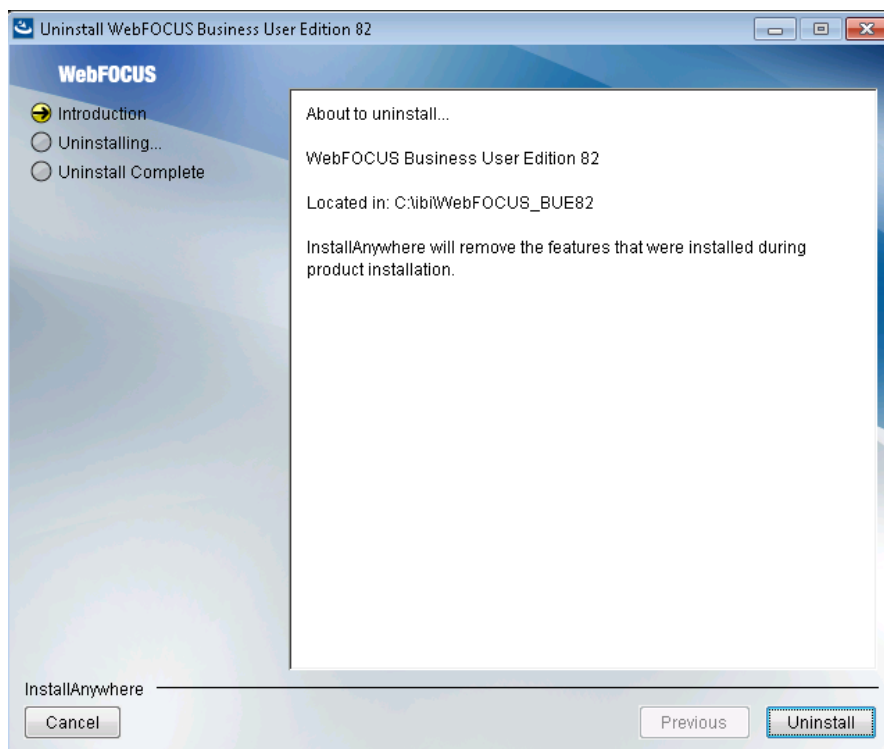 Uninstall WebFOCUS Business User Edition 82
WebFOCUS
Introduction
Uninstalling...
Uninstall Complete
About to uninstall...
WebFOCUS Business User Edition 82
Located in: C:\ibi\WebFOCUS_BUE82
InstallAnywhere will remove the features that were installed during
product installation.
InstallAnywhere
Cancel
Previous
Uninstall